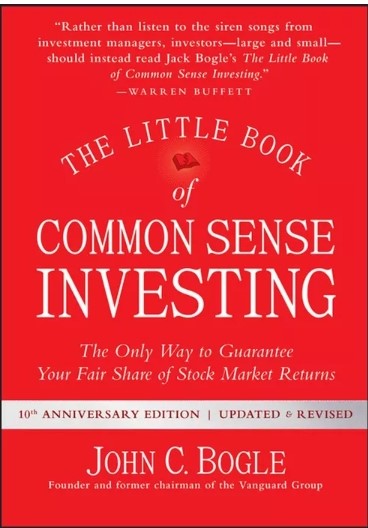 "Rather than listen to the siren songs from
investment managers, investors—large and small—
should instead read Jack Bogle's The Little Book
of Common Sense Investing."
—WARREN BUFFETT
THE LITTLE BOOK
of
COMMON SENSE
INVESTING
The Only Way to Guarantee
Your Fair Share of Stock Market Returns
10th ANNIVERSARY EDITION | UPDATED & REVISED
JOHN C. BOGLE
Founder and former chairman of the Vanguard Group